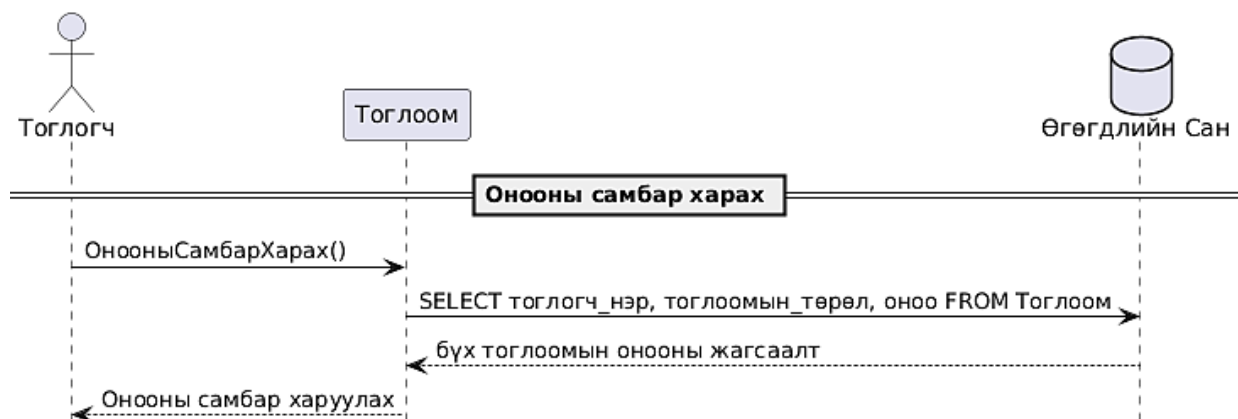 Тоглогч
Тоглоом
Өгөгдлийн Сан
Онооны самбар харах
ОнооныСамбарХарах()
SELECT тоглогч_нэр, тоглоомын_төрөл, оноо FROM Тоглоом
бүх тоглоомын онооны жагсаалт
Онооны самбар харуулах